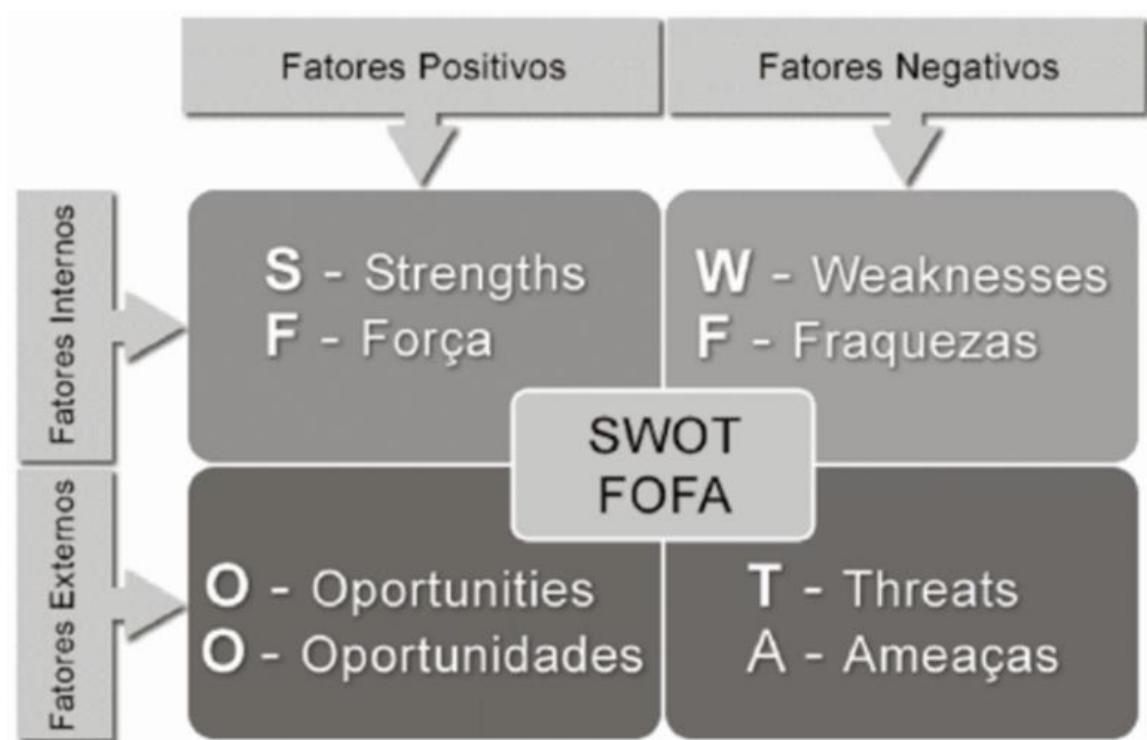 Fatores Positivos
Fatores Negativos
Fatores Internos
S - Strengths
F - Força
W - Weaknesses
F - Fraquezas
SWOT
FOFA
Fatores Externos
O - Oportunities
O - Oportunidades
T - Threats
A - Ameaças